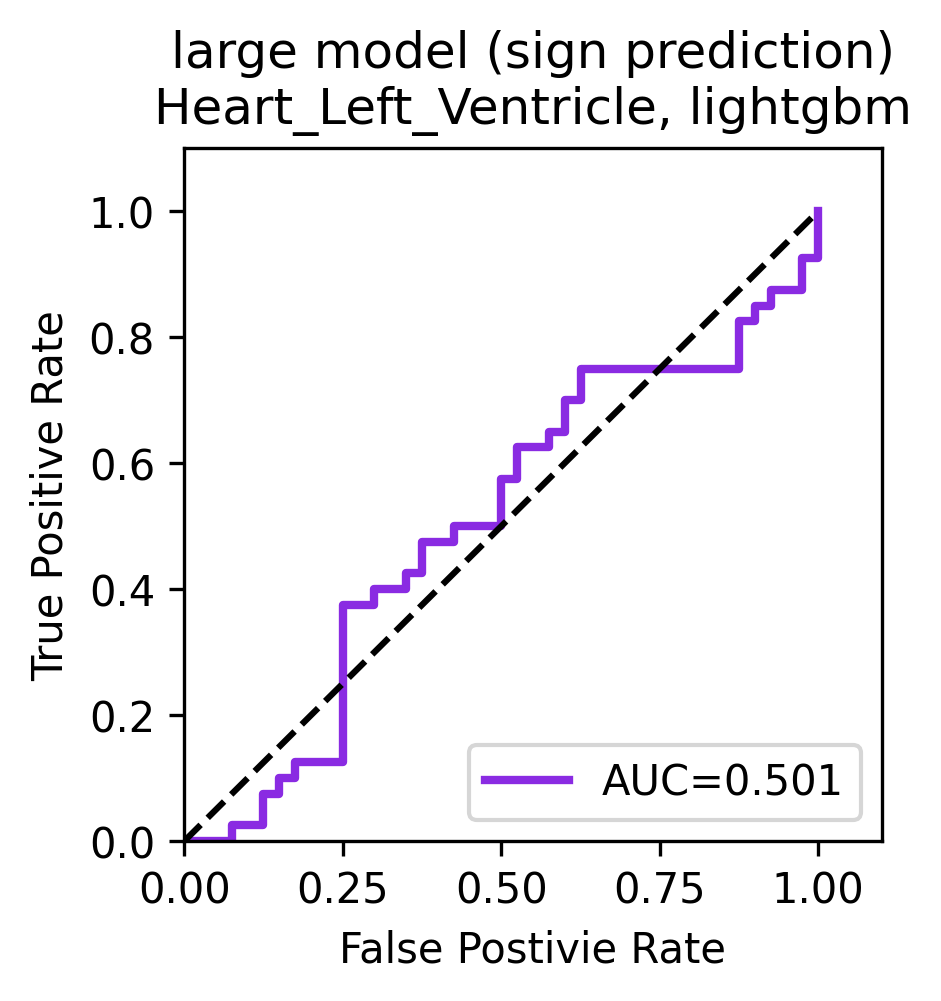 large model (sign prediction)
Heart_Left_Ventricle, lightgbm
1.0
0.8
0.6
0.4
0.2
0.0
True Positive Rate
AUC=0.501
0.00 0.25 0.50 0.75 1.00
False Postivie Rate